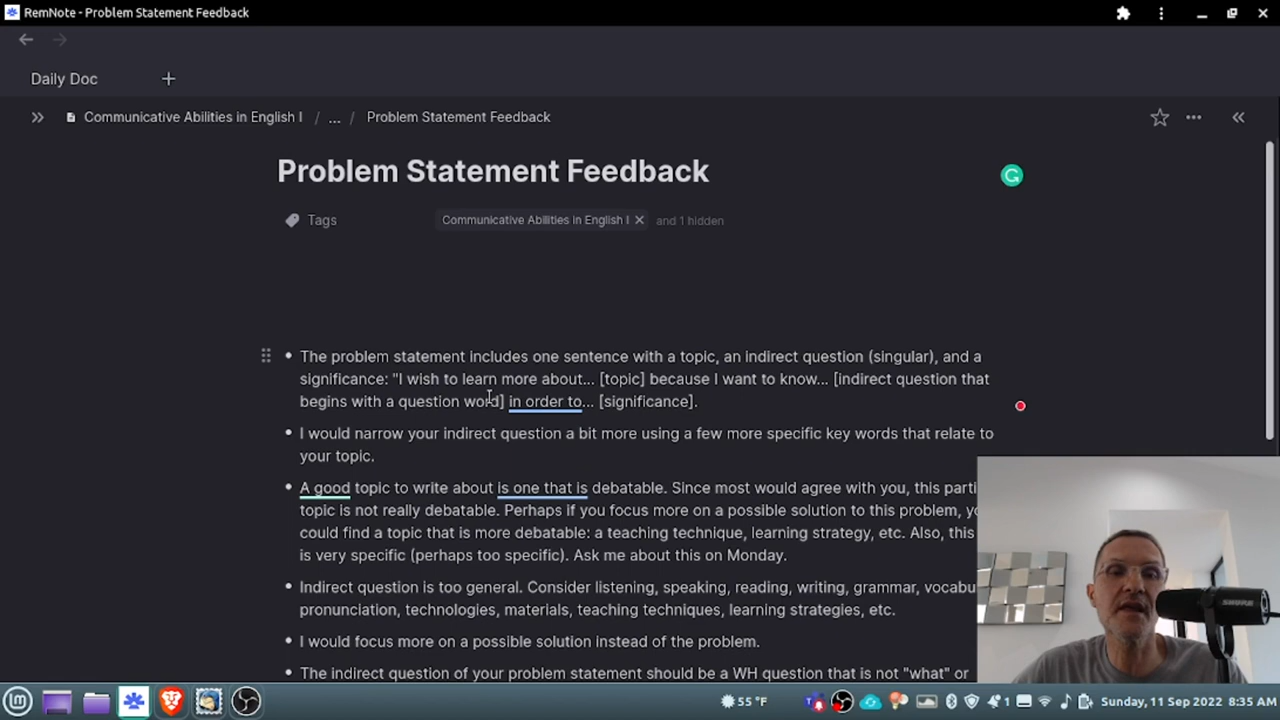 RemNote - Problem Statement Feedback
Daily Doc
Communicative Abilities in English I / ... / Problem Statement Feedback
Problem Statement Feedback
Tags
Communicative Abilities in English I
and 1 hidden
The problem statement includes one sentence with a topic, an indirect question (singular), and a
significance: "I wish to learn more about... [topic] because I want to know... [indirect question that
begins with a question word] in order to... [significance].
I would narrow your indirect question a bit more using a few more specific key words that relate to
your topic.
A good topic to write about is one that is debatable. Since most would agree with you, this
topic is not really debatable. Perhaps if you focus more on a possible solution to this problem,
could find a topic that is more debatable: a teaching technique, learning strategy, etc. Also, this
is very specific (perhaps too specific). Ask me about this on Monday.
Indirect question is too general. Consider listening, speaking, reading, writing, grammar,
pronunciation, technologies, materials, teaching techniques, learning strategies, etc.
I would focus more on a possible solution instead of the problem.
The indirect question of your problem statement should be a WH question that is not "what" or
SHURE
55 °F
1
Sunday, 11 Sep 2022 8:35 AM